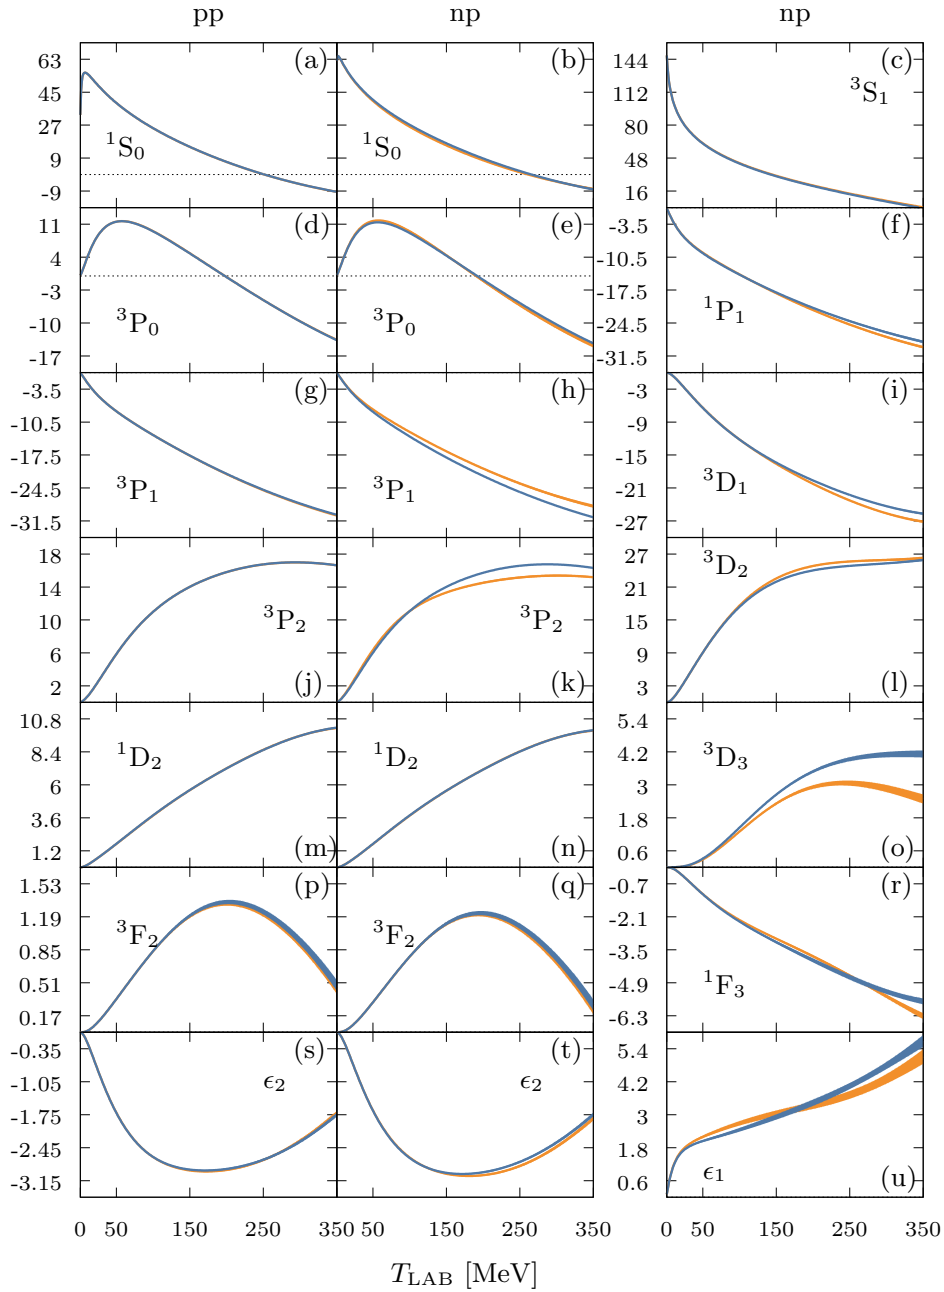 pp np np
63 (a) (b) 144 (c)
45 112 ³S₁
27 80
¹S₀ ¹S₀
9 48
-9 16
11 (d) (e) -3.5 (f)
4 -10.5
-3 -17.5
³P₀ ³P₀ ¹P₁
-10 -24.5
-17 -31.5
-3.5 (g) (h) -3 (i)
-10.5 -9
-17.5 -15
³P₁ ³P₁ ³D₁
-24.5 -21
-31.5 -27
18 27 ³D₂
14 21
10 ³P₂ ³P₂ 15
6 9
2 (j) (k) 3 (l)
10.8 5.4
8.4 ¹D₂ ¹D₂ 4.2 ³D₃
6 3
3.6 1.8
1.2 (m) (n) 0.6 (o)
1.53 (p) (q) -0.7 (r)
1.19 -2.1
³F₂ ³F₂
0.85 -3.5
0.51 -4.9 ¹F₃
0.17 -6.3
-0.35 (s) (t) 5.4
-1.05 ϵ₂ ϵ₂ 4.2
-1.75 3
-2.45 1.8
-3.15 0.6 ϵ₁ (u)
50 150 250 350 50 150 250 350 50 150 250 350
T_LAB [MeV]